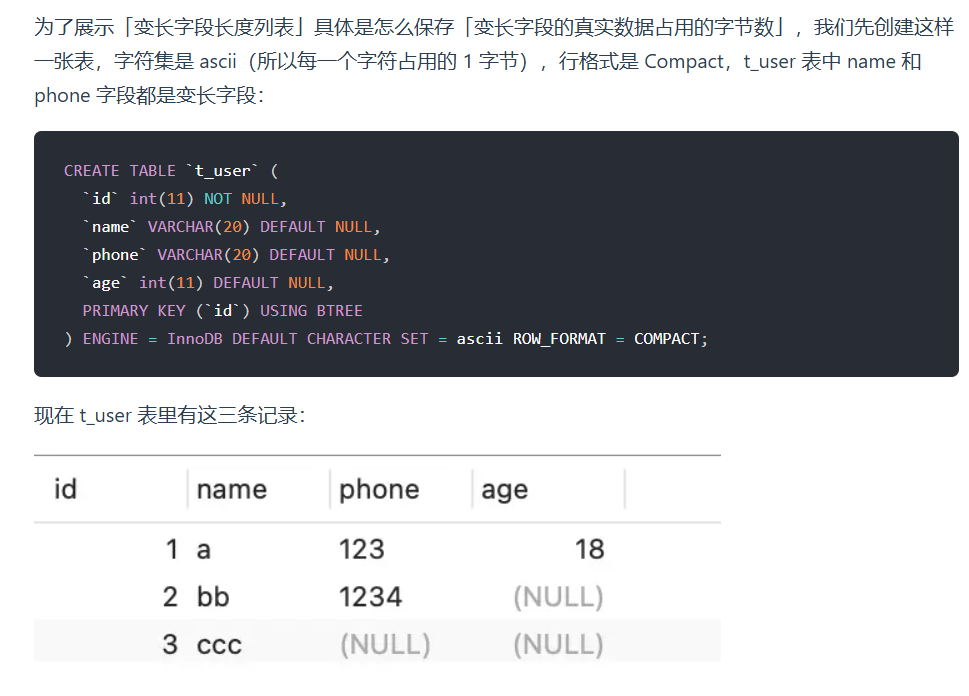 为了展示「变长字段长度列表」具体是怎么保存「变长字段的真实数据占用的字节数」，我们先创建这样
一张表，字符集是 ascii（所以每一个字符占用的 1 字节），行格式是 Compact，t_user 表中 name 和
phone 字段都是变长字段：
CREATE TABLE `t_user` (
  `id` int(11) NOT NULL,
  `name` VARCHAR(20) DEFAULT NULL,
  `phone` VARCHAR(20) DEFAULT NULL,
  `age` int(11) DEFAULT NULL,
  PRIMARY KEY (`id`) USING BTREE
) ENGINE = InnoDB DEFAULT CHARACTER SET = ascii ROW_FORMAT = COMPACT;
现在 t_user 表里有这三条记录：
id name phone age
1 a 123 18
2 bb 1234 (NULL)
3 ccc (NULL) (NULL)